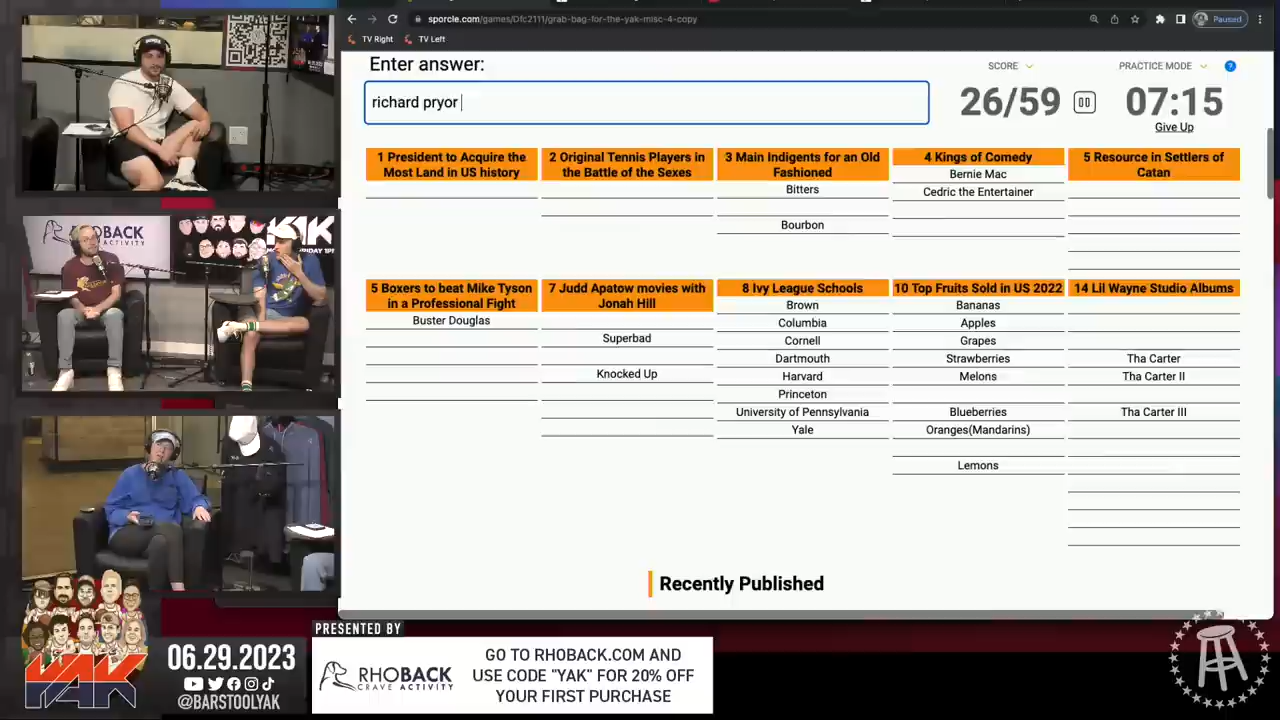 sporcle.com/games/Dfc2111/grab-bag-for-the-yak-misc-4-copy
Paused
TV Right
TV Left
Enter answer:
richard pryor
SCORE
26/59
PRACTICE MODE
07:15
Give Up
1 President to Acquire the
Most Land in US history
2 Original Tennis Players in
the Battle of the Sexes
3 Main Indigents for an Old
Fashioned
Bitters
Bourbon
4 Kings of Comedy
Bernie Mac
Cedric the Entertainer
5 Resource in Settlers of
Catan
5 Boxers to beat Mike Tyson
in a Professional Fight
Buster Douglas
7 Judd Apatow movies with
Jonah Hill
Superbad
Knocked Up
8 Ivy League Schools
Brown
Columbia
Cornell
Dartmouth
Harvard
Princeton
University of Pennsylvania
Yale
10 Top Fruits Sold in US 2022
Bananas
Apples
Grapes
Strawberries
Melons
Blueberries
Oranges(Mandarins)
Lemons
14 Lil Wayne Studio Albums
Tha Carter
Tha Carter II
Tha Carter III
Recently Published
RHOBACK
ACTIVITY
YAK
PRESENTED BY
YAK
06.29.2023
@BARSTOOLYAK
RHOBACK
CRAVE ACTIVITY
GO TO RHOBACK.COM AND
USE CODE "YAK" FOR 20% OFF
YOUR FIRST PURCHASE